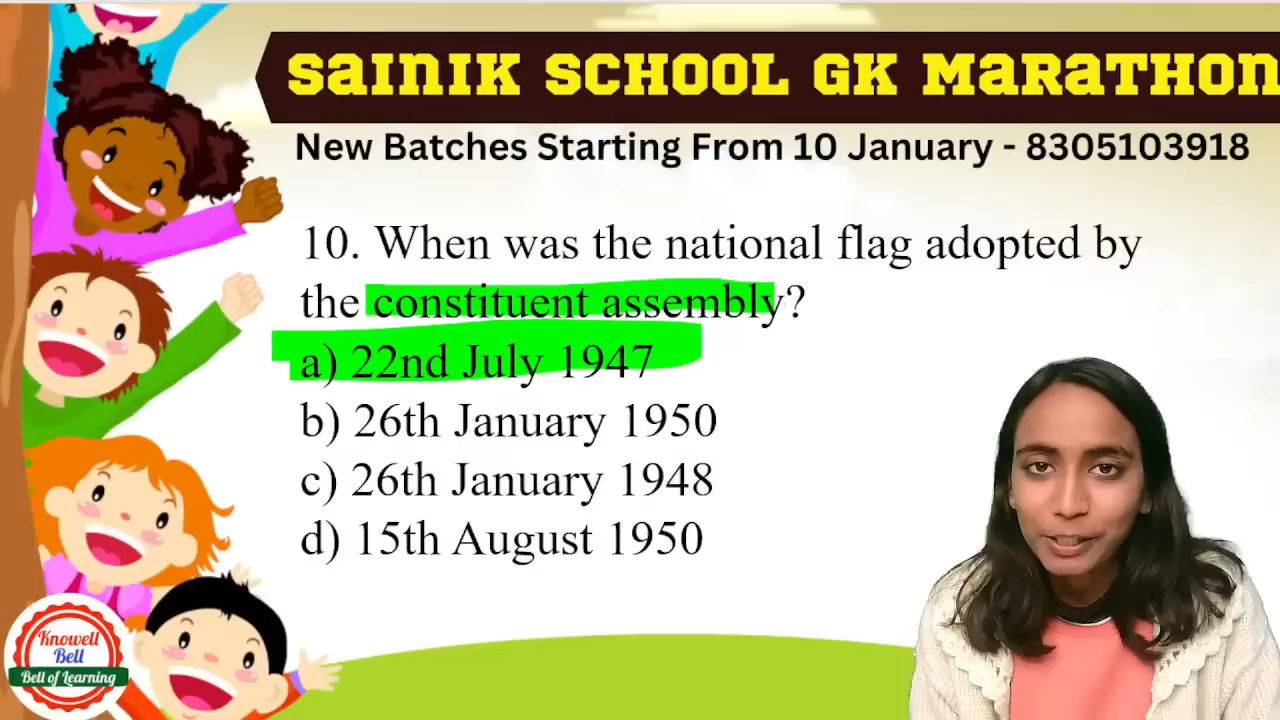 SAINIK SCHOOL GK MARATHON
New Batches Starting From 10 January - 8305103918
10. When was the national flag adopted by
the constituent assembly?
a) 22nd July 1947
b) 26th January 1950
c) 26th January 1948
d) 15th August 1950
Knowell
Bell
Bell of Learning